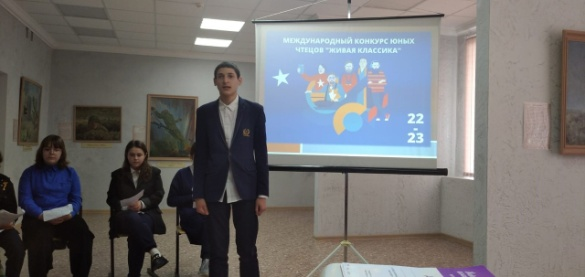 МЕЖДУНАРОДНЫЙ КОНКУРС ЮНЫХ
ЧТЕЦОВ "ЖИВАЯ КЛАССИКА"
22
23